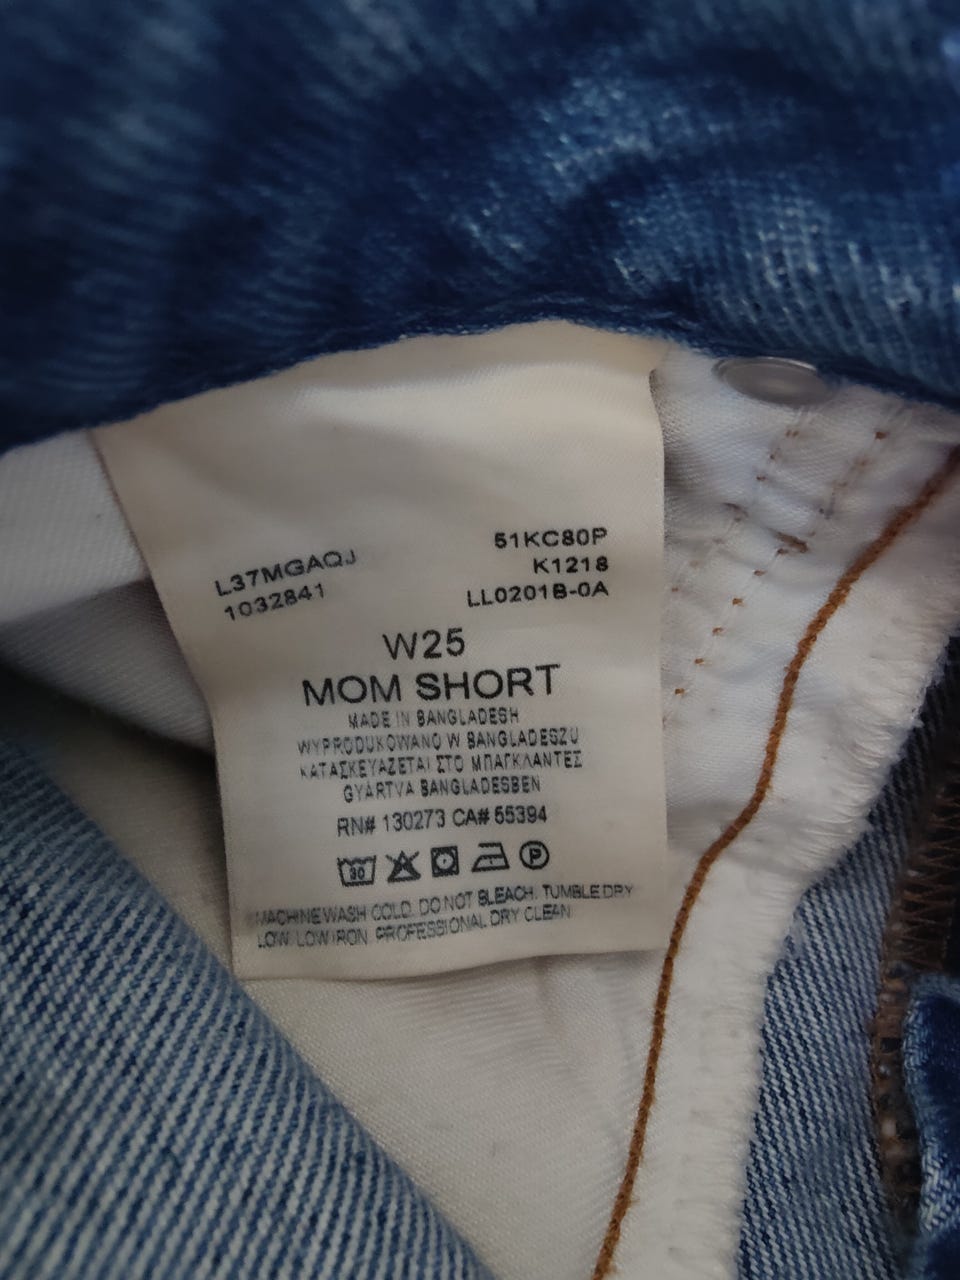 L37MGAQJ
1032841
51KC80P
K1218
LL0201B-0A
W25
MOM SHORT
MADE IN BANGLADESH
WYPRODUKOWANO W BANGLADESZU
ΚΑΤΑΣΚΕΥΑΖΕΤΑΙ ΣΤΟ ΜΠΑΓΚΛΑΝΤΕΣ
GYÁRTVA BANGLADESBEN
RN# 130273 CA# 55394
30
P
MACHINE WASH COLD. DO NOT BLEACH. TUMBLE DRY
LOW. LOW IRON. PROFESSIONAL DRY CLEAN